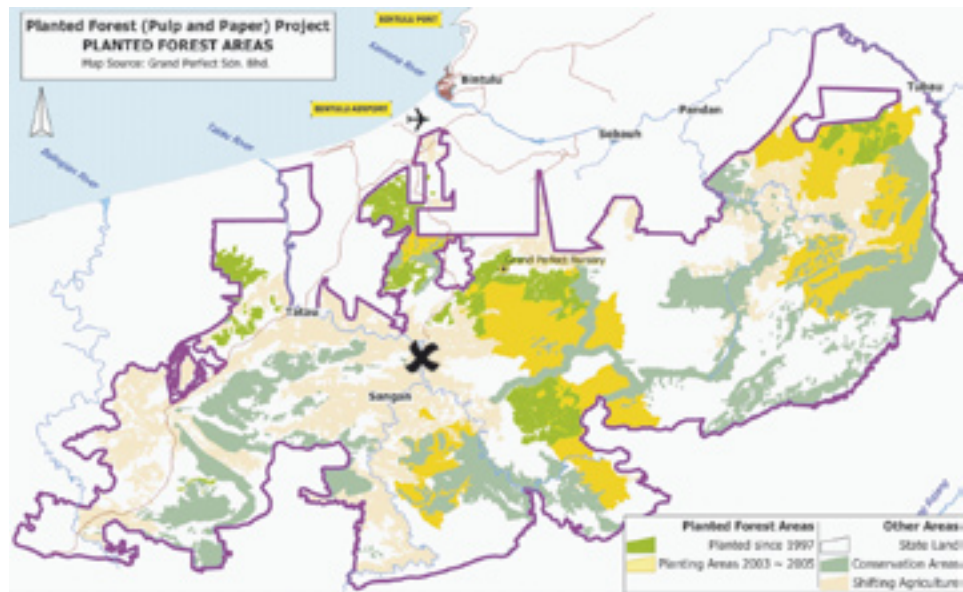 Planted Forest (Pulp and Paper) Project
PLANTED FOREST AREAS
Map Source: Grand Perfect Sdn. Bhd.
BINTULU PORT
Kemena River
Bintulu
BINTULU AIRPORT
Tubau
Pandan
Sebauh
Tatau River
Balingian River
Grand Perfect Nursery
Tatau
Sangan
Planted Forest Areas
Planted since 1997
Planting Areas 2003 ~ 2005
Other Areas
State Land
Conservation Areas
Shifting Agriculture